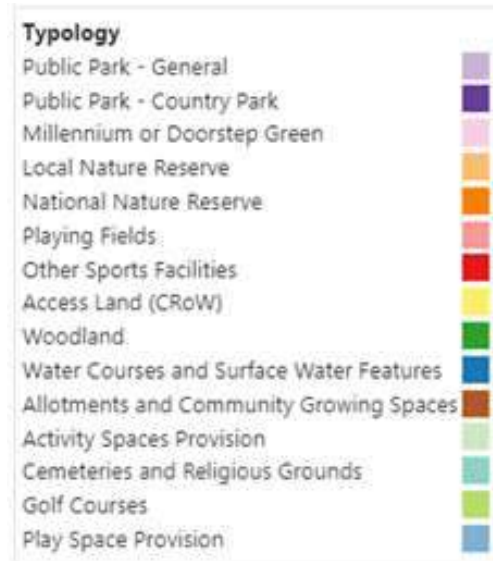 Typology
Public Park - General
Public Park - Country Park
Millennium or Doorstep Green
Local Nature Reserve
National Nature Reserve
Playing Fields
Other Sports Facilities
Access Land (CRoW)
Woodland
Water Courses and Surface Water Features
Allotments and Community Growing Spaces
Activity Spaces Provision
Cemeteries and Religious Grounds
Golf Courses
Play Space Provision